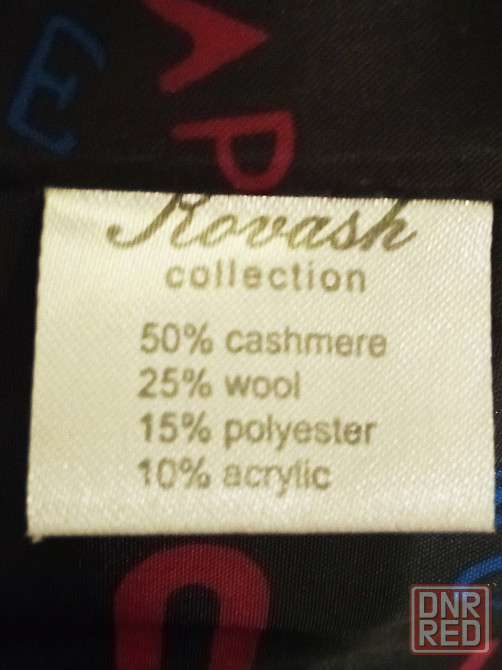 Kovash
collection
50% cashmere
25% wool
15% polyester
10% acrylic
DNR
RED